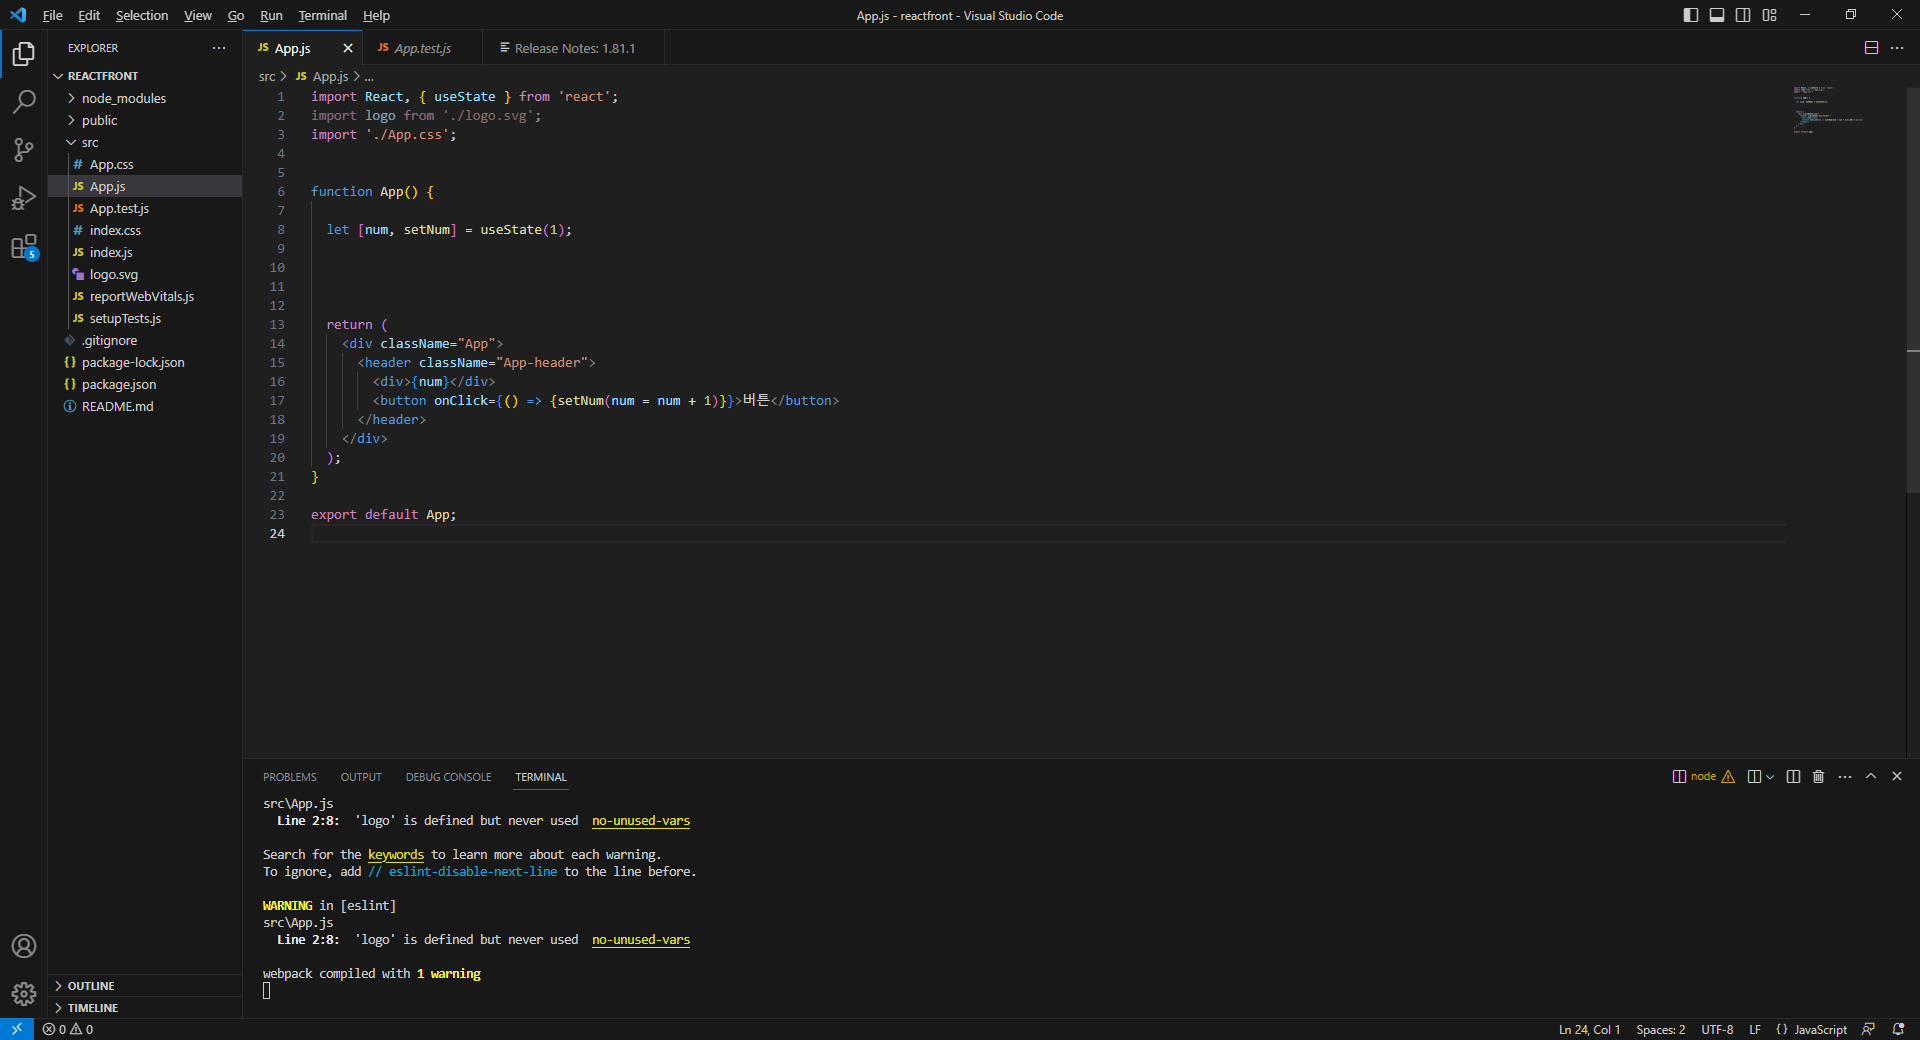 File Edit Selection View Go Run Terminal Help
App.js - reactfront - Visual Studio Code
EXPLORER
REACTFRONT
node_modules
public
src
# App.css
JS App.js
JS App.test.js
# index.css
JS index.js
logo.svg
JS reportWebVitals.js
JS setupTests.js
.gitignore
{} package-lock.json
{} package.json
README.md
OUTLINE
TIMELINE
5
JS App.js
JS App.test.js
Release Notes: 1.81.1
src > JS App.js > ...
1 import React, { useState } from 'react';
2 import logo from './logo.svg';
3 import './App.css';
4
5
6 function App() {
7
8 let [num, setNum] = useState(1);
9
10
11
12
13 return (
14 <div className="App">
15 <header className="App-header">
16 <div>{num}</div>
17 <button onClick={() => {setNum(num = num + 1)}}>버튼</button>
18 </header>
19 </div>
20 );
21 }
22
23 export default App;
24
PROBLEMS OUTPUT DEBUG CONSOLE TERMINAL
node
src\App.js
Line 2:8: 'logo' is defined but never used no-unused-vars
Search for the keywords to learn more about each warning.
To ignore, add // eslint-disable-next-line to the line before.
WARNING in [eslint]
src\App.js
Line 2:8: 'logo' is defined but never used no-unused-vars
webpack compiled with 1 warning
0 0
Ln 24, Col 1 Spaces: 2 UTF-8 LF {} JavaScript